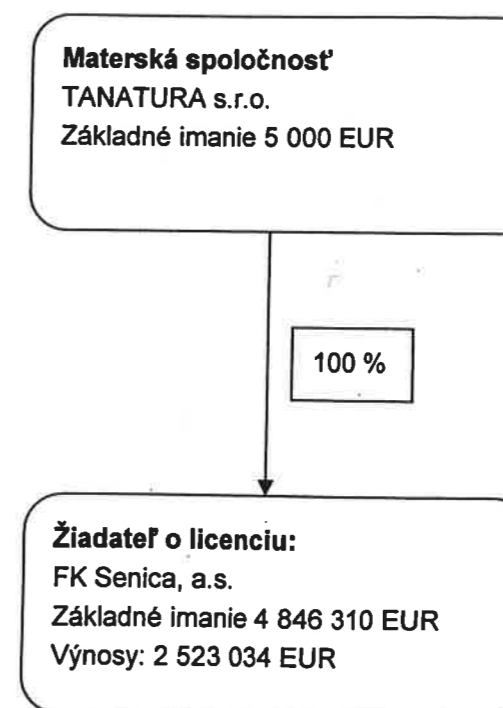 Materská spoločnosť
TANATURA s.r.o.
Základné imanie 5 000 EUR
100 %
Žiadateľ o licenciu:
FK Senica, a.s.
Základné imanie 4 846 310 EUR
Výnosy: 2 523 034 EUR